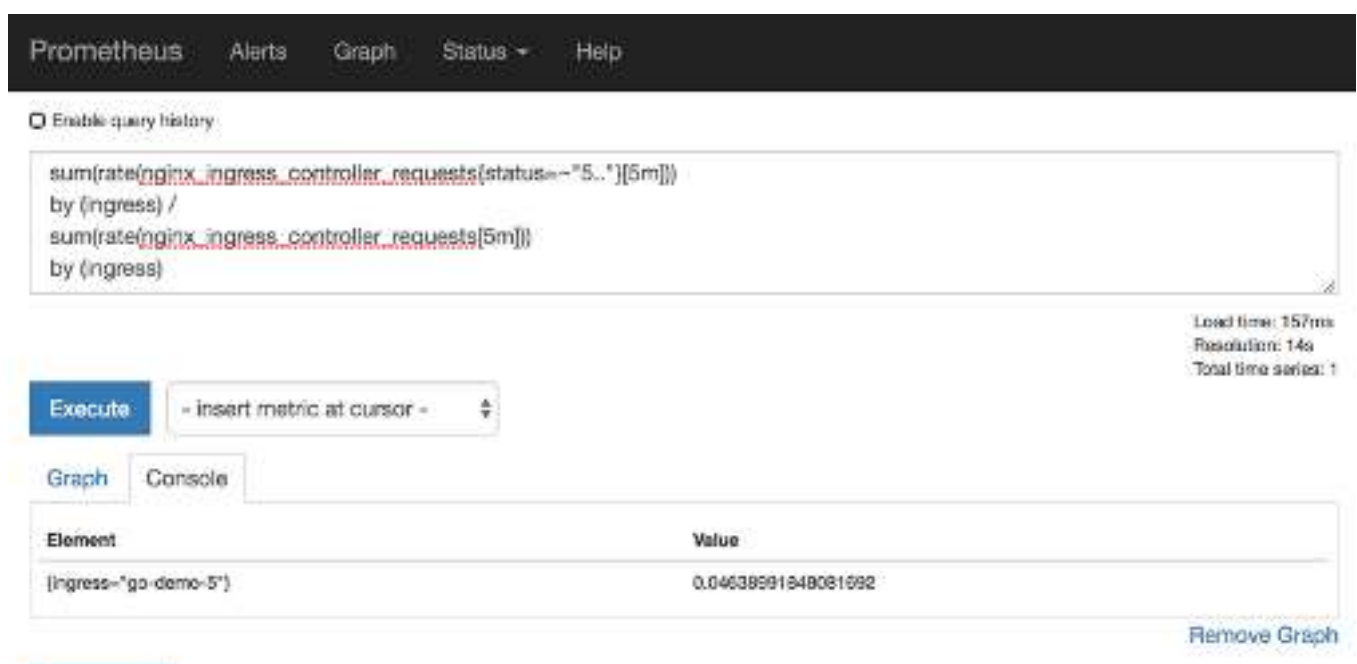 Prometheus Alerts Graph Status Help
Enable query history
sum(rate(nginx_ingress_controller_requests{status=~"5.."}[5m]))
by (ingress) /
sum(rate(nginx_ingress_controller_requests[5m]))
by (ingress)
Load time: 157ms
Resolution: 14s
Total time series: 1
Execute - insert metric at cursor -
Graph Console
Element Value
{ingress="go-demo-5"} 0.04638991848081692
Remove Graph